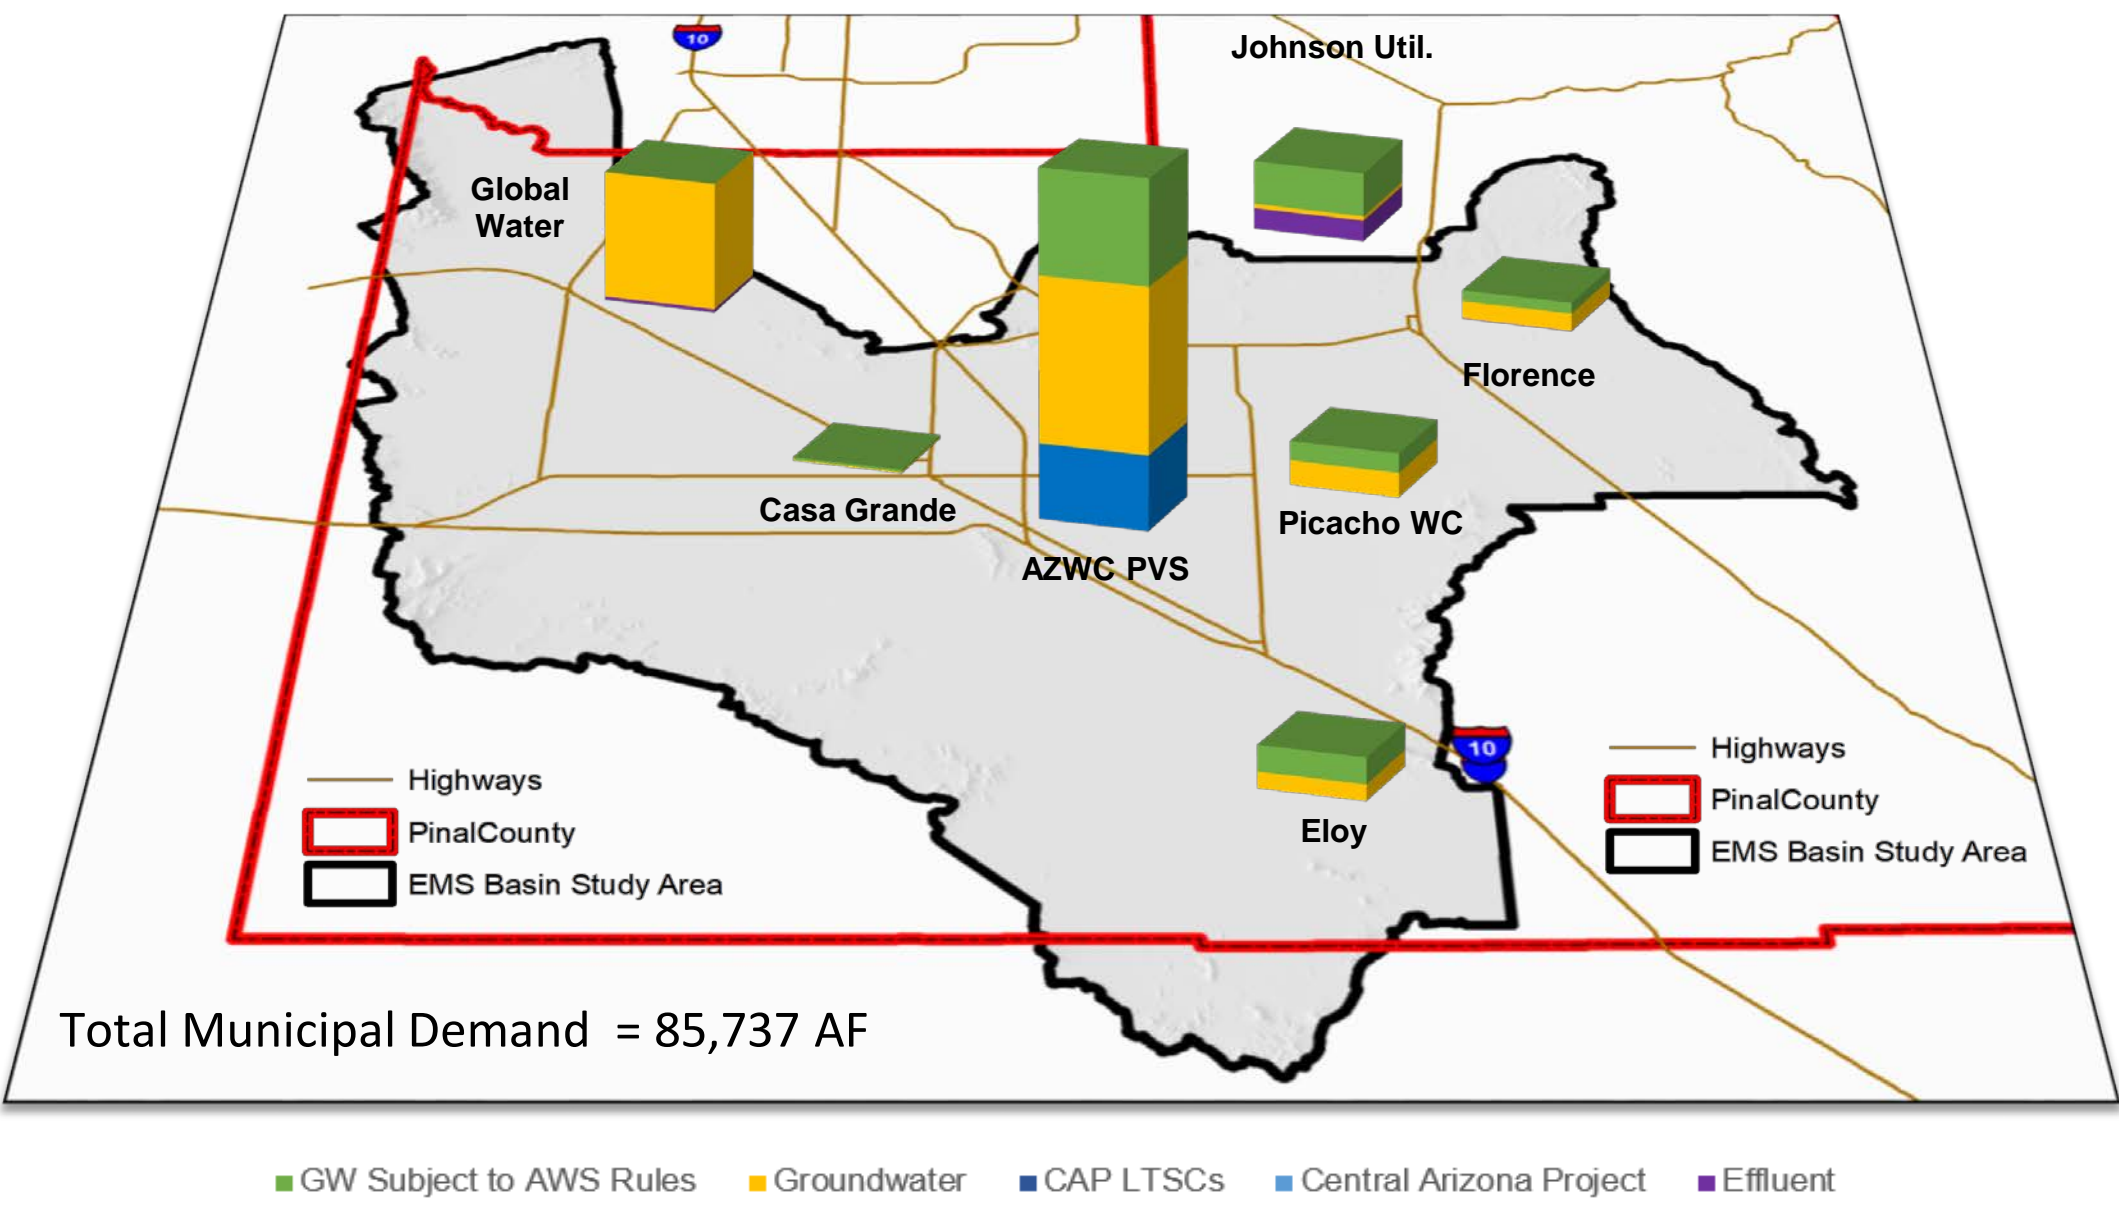 10
Johnson Util.
Global
Water
Florence
Casa Grande
Picacho WC
AZWC PVS
10
Highways
PinalCounty
EMS Basin Study Area
Highways
PinalCounty
EMS Basin Study Area
Eloy
Total Municipal Demand = 85,737 AF
GW Subject to AWS Rules
Groundwater
CAP LTSCs
Central Arizona Project
Effluent